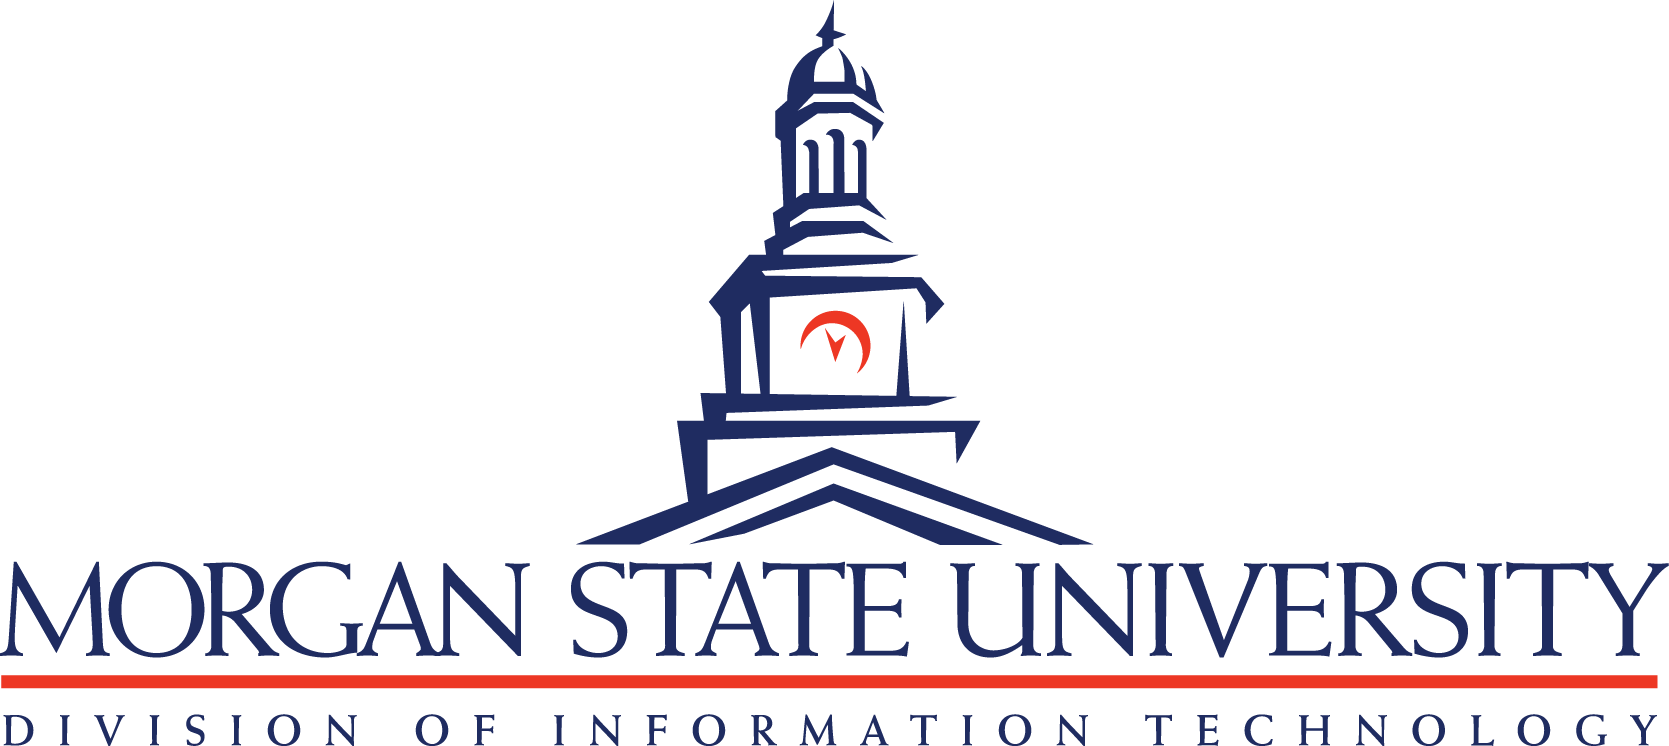 MORGAN STATE UNIVERSITY
DIVISION OF INFORMATION TECHNOLOGY